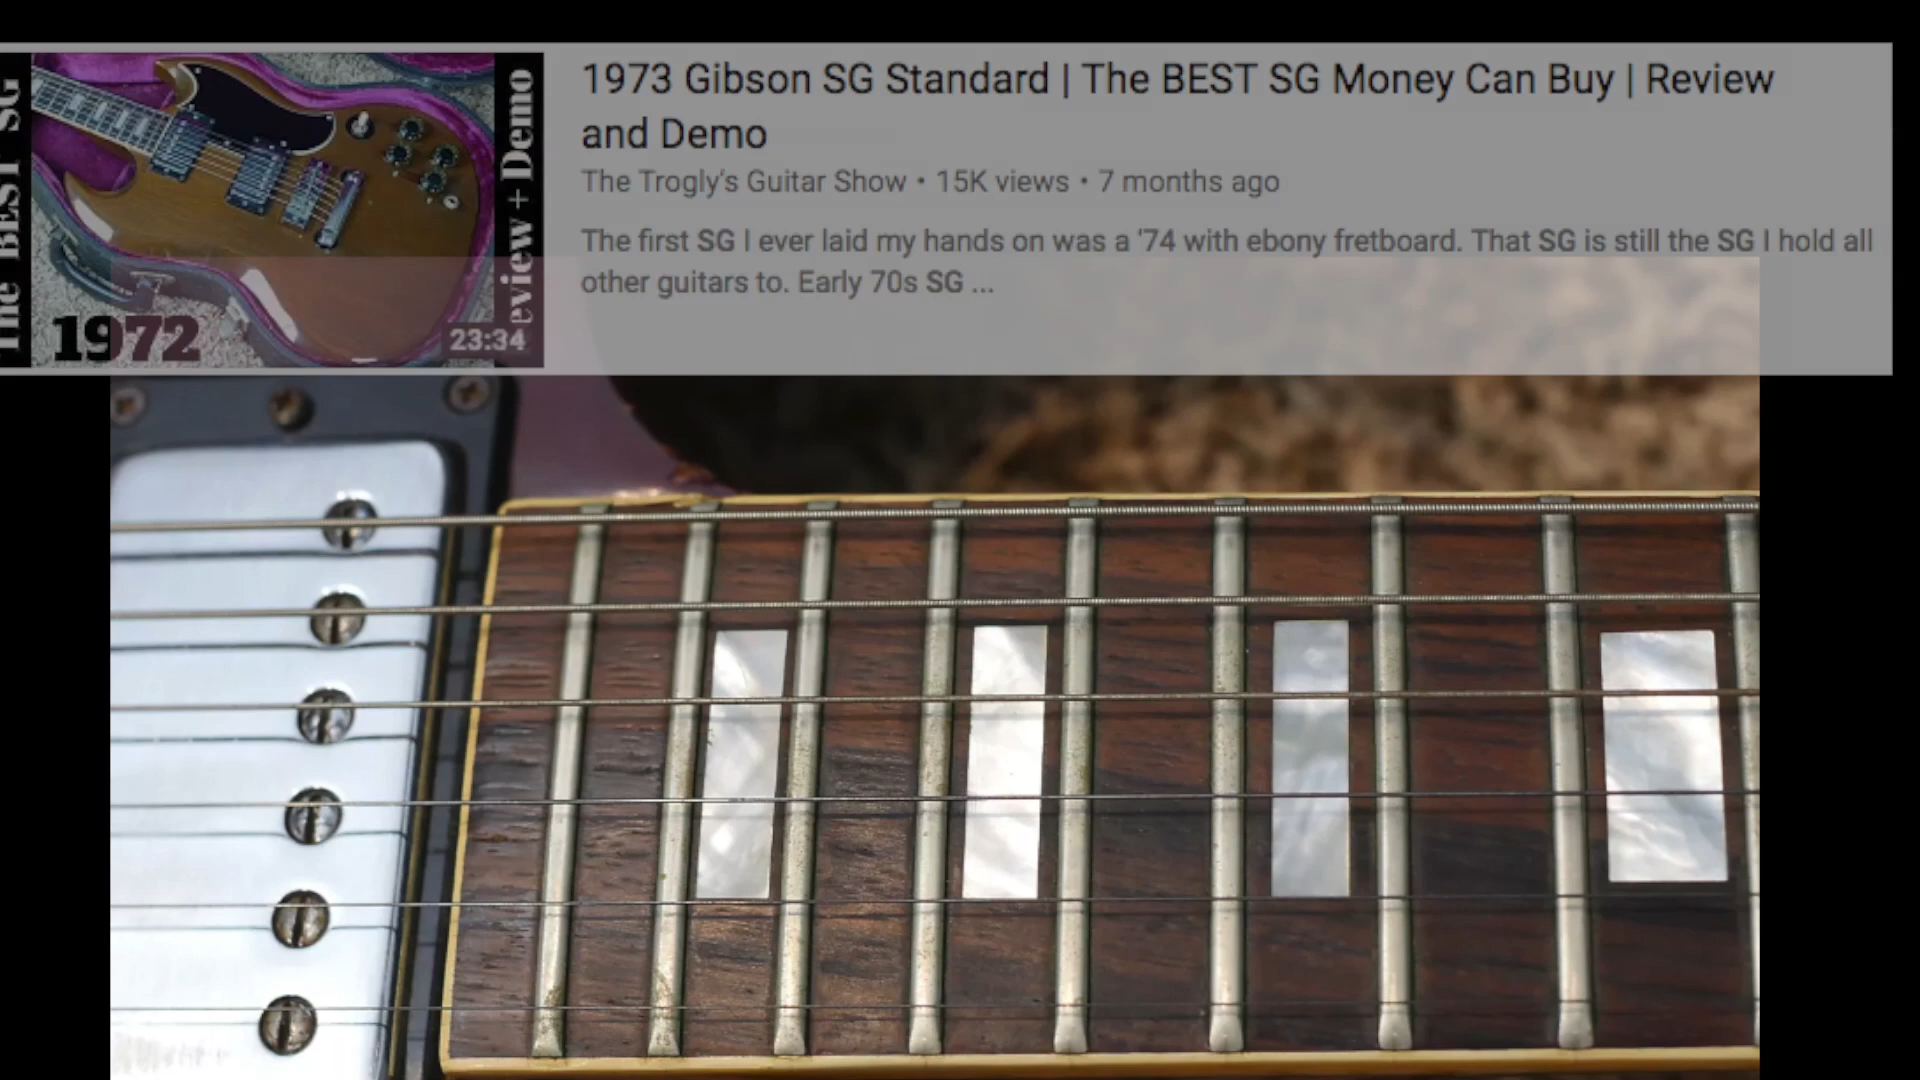 The BEST SG
1972
eview + Demo
23:34
1973 Gibson SG Standard | The BEST SG Money Can Buy | Review
and Demo
The Trogly's Guitar Show • 15K views • 7 months ago
The first SG I ever laid my hands on was a '74 with ebony fretboard. That SG is still the SG I hold all
other guitars to. Early 70s SG ...